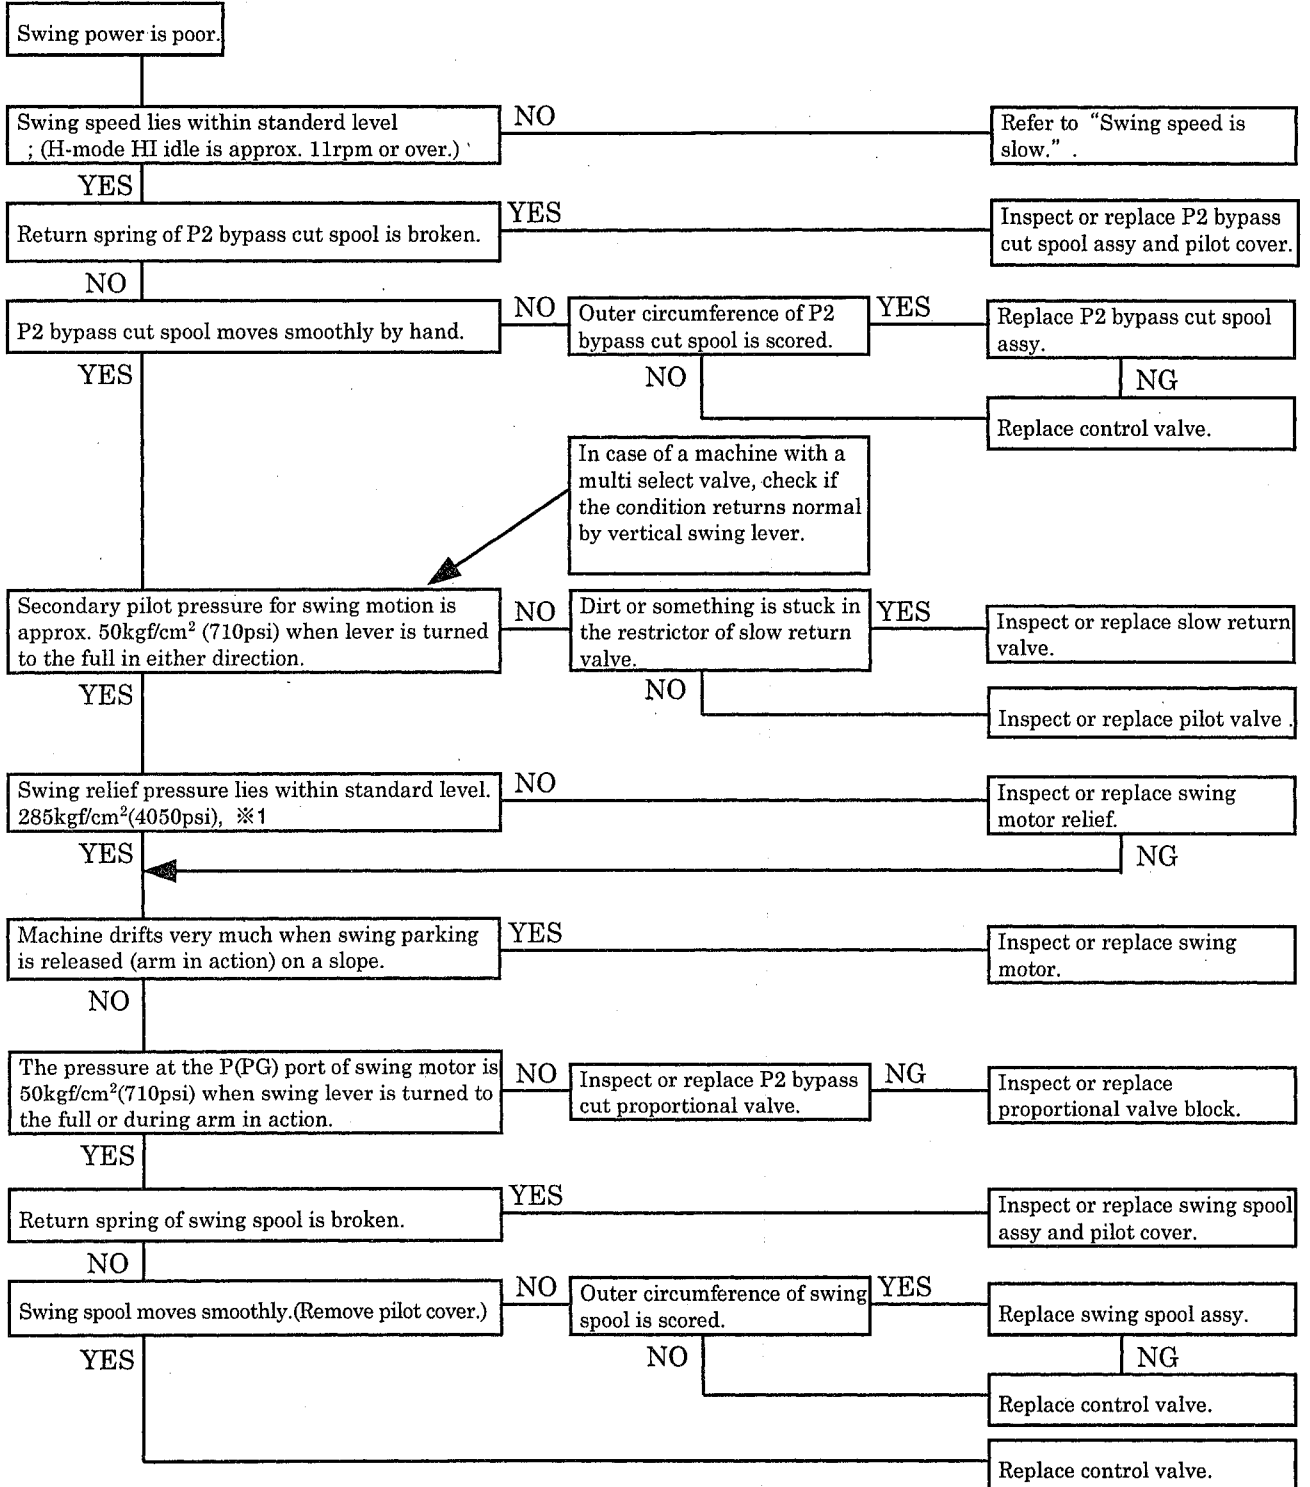 Swing power is poor.
Swing speed lies within standerd level
; (H-mode HI idle is approx. 11rpm or over.)
NO
Refer to “Swing speed is
slow.” .
YES
Return spring of P2 bypass cut spool is broken.
YES
Inspect or replace P2 bypass
cut spool assy and pilot cover.
NO
P2 bypass cut spool moves smoothly by hand.
NO
Outer circumference of P2
bypass cut spool is scored.
YES
Replace P2 bypass cut spool
assy.
YES
NO
NG
Replace control valve.
In case of a machine with a
multi select valve, check if
the condition returns normal
by vertical swing lever.
Secondary pilot pressure for swing motion is
approx. 50kgf/cm² (710psi) when lever is turned
to the full in either direction.
NO
Dirt or something is stuck in
the restrictor of slow return
valve.
YES
Inspect or replace slow return
valve.
YES
NO
Inspect or replace pilot valve .
Swing relief pressure lies within standard level.
285kgf/cm²(4050psi), ※1
NO
Inspect or replace swing
motor relief.
YES
NG
Machine drifts very much when swing parking
is released (arm in action) on a slope.
YES
Inspect or replace swing
motor.
NO
The pressure at the P(PG) port of swing motor is
50kgf/cm²(710psi) when swing lever is turned to
the full or during arm in action.
NO
Inspect or replace P2 bypass
cut proportional valve.
NG
Inspect or replace
proportional valve block.
YES
Return spring of swing spool is broken.
YES
Inspect or replace swing spool
assy and pilot cover.
NO
Swing spool moves smoothly.(Remove pilot cover.)
NO
Outer circumference of swing
spool is scored.
YES
Replace swing spool assy.
YES
NO
NG
Replace control valve.
Replace control valve.